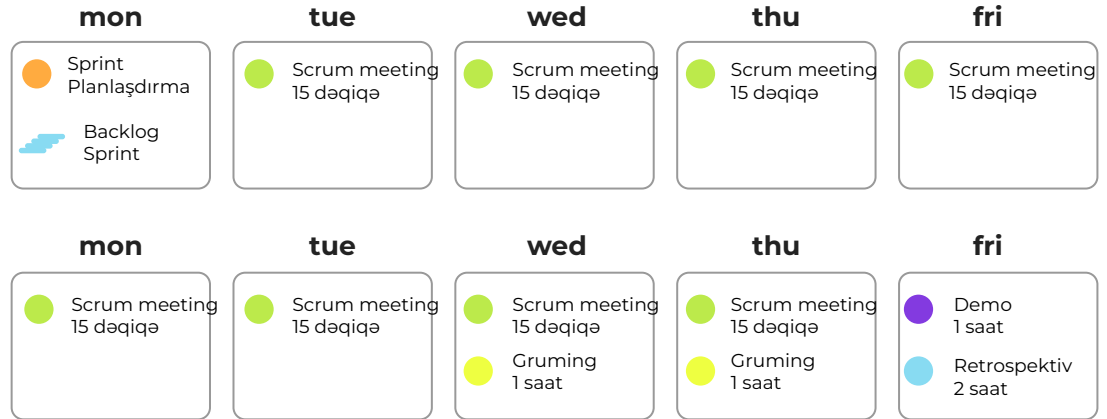 mon tue wed thu fri
Sprint
Planlaşdırma
Backlog
Sprint
Scrum meeting
15 dəqiqə
Scrum meeting
15 dəqiqə
Scrum meeting
15 dəqiqə
Scrum meeting
15 dəqiqə
mon tue wed thu fri
Scrum meeting
15 dəqiqə
Scrum meeting
15 dəqiqə
Scrum meeting
15 dəqiqə
Gruming
1 saat
Scrum meeting
15 dəqiqə
Gruming
1 saat
Demo
1 saat
Retrospektiv
2 saat